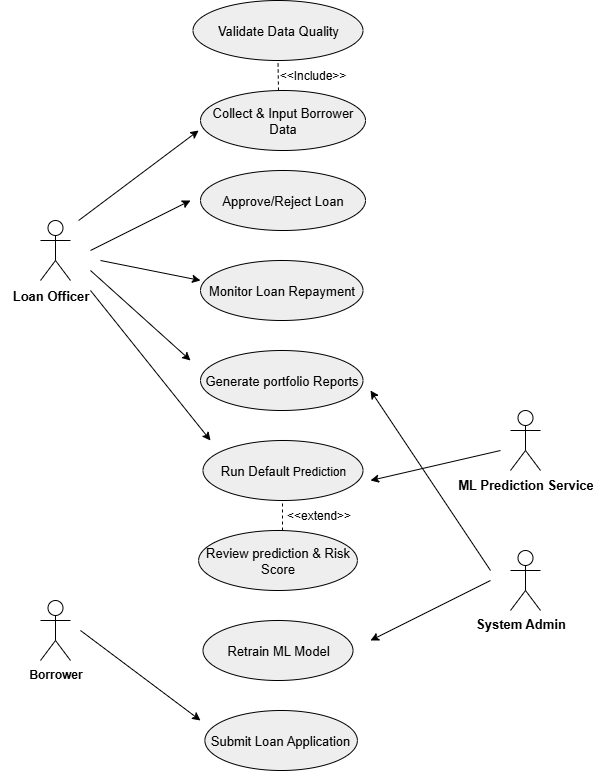 Validate Data Quality
<<Include>>
Collect & Input Borrower
Data
Approve/Reject Loan
Loan Officer
Monitor Loan Repayment
Generate portfolio Reports
Run Default Prediction
ML Prediction Service
<<extend>>
Review prediction & Risk
Score
System Admin
Retrain ML Model
Borrower
Submit Loan Application